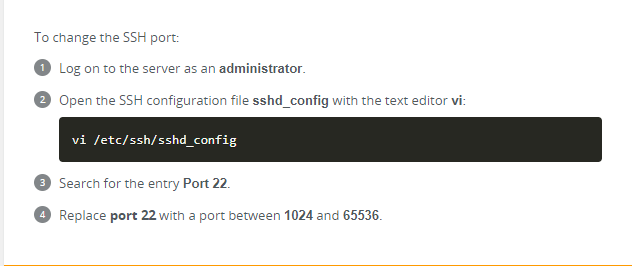 To change the SSH port:
1 Log on to the server as an administrator.
2 Open the SSH configuration file sshd_config with the text editor vi:
vi /etc/ssh/sshd_config
3 Search for the entry Port 22.
4 Replace port 22 with a port between 1024 and 65536.